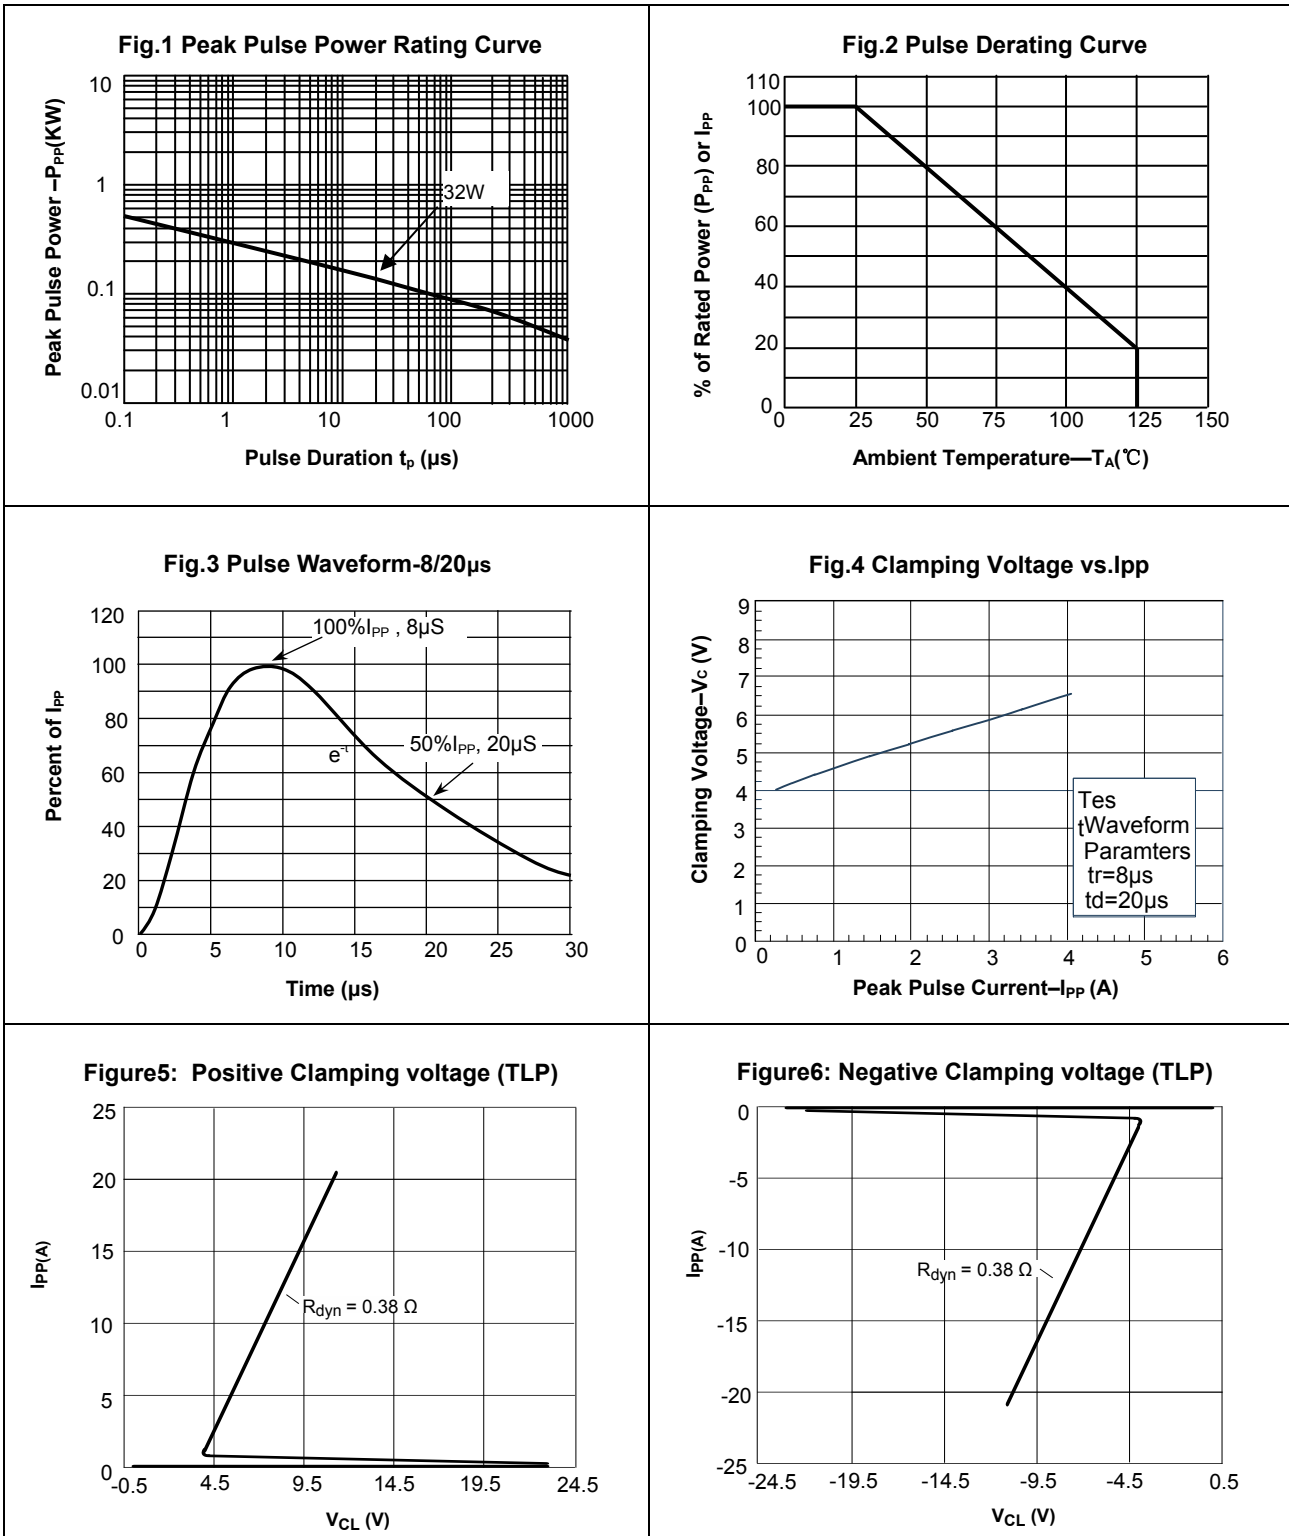 Fig.1 Peak Pulse Power Rating Curve
Peak Pulse Power –PPP(KW)
10
1
0.1
0.01
32W
0.1 1 10 100 1000
Pulse Duration tp (µs)
Fig.2 Pulse Derating Curve
% of Rated Power (PPP) or IPP
110
100
80
60
40
20
0
0 25 50 75 100 125 150
Ambient Temperature—TA(℃)
Fig.3 Pulse Waveform-8/20µs
Percent of IPP
120
100
80
60
40
20
0
100%IPP , 8µS
e-t
50%IPP, 20µS
0 5 10 15 20 25 30
Time (µs)
Fig.4 Clamping Voltage vs.Ipp
Clamping Voltage–VC (V)
9
8
7
6
5
4
3
2
1
0
Tes
tWaveform
Paramters
tr=8µs
td=20µs
0 1 2 3 4 5 6
Peak Pulse Current–IPP (A)
Figure5: Positive Clamping voltage (TLP)
IPP(A)
25
20
15
10
5
0
Rdyn = 0.38 Ω
-0.5 4.5 9.5 14.5 19.5 24.5
VCL (V)
Figure6: Negative Clamping voltage (TLP)
IPP(A)
0
-5
-10
-15
-20
-25
Rdyn = 0.38 Ω
-24.5 -19.5 -14.5 -9.5 -4.5 0.5
VCL (V)